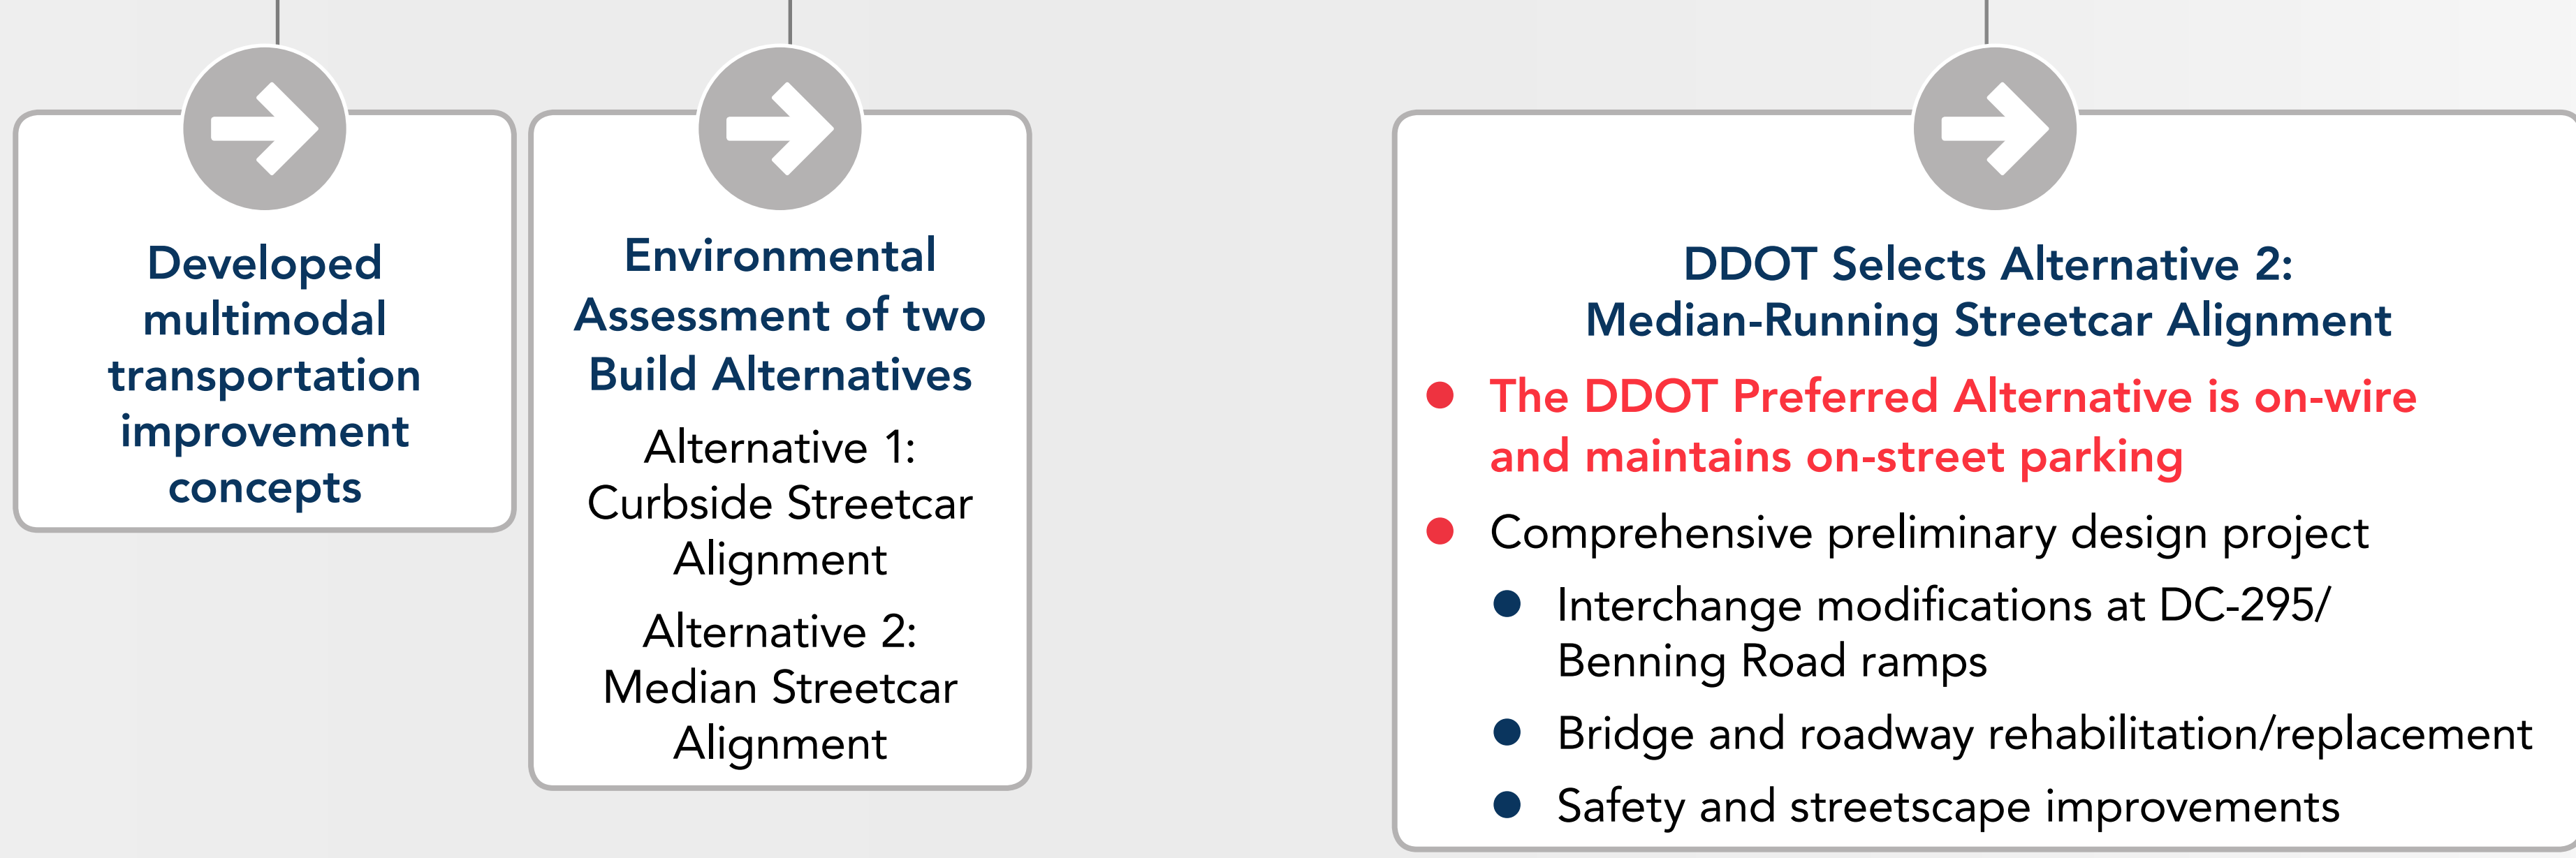 Developed
multimodal
transportation
improvement
concepts
Environmental
Assessment of two
Build Alternatives
Alternative 1:
Curbside Streetcar
Alignment
Alternative 2:
Median Streetcar
Alignment
DDOT Selects Alternative 2:
Median-Running Streetcar Alignment
The DDOT Preferred Alternative is on-wire
and maintains on-street parking
Comprehensive preliminary design project
Interchange modifications at DC-295/
Benning Road ramps
Bridge and roadway rehabilitation/replacement
Safety and streetscape improvements